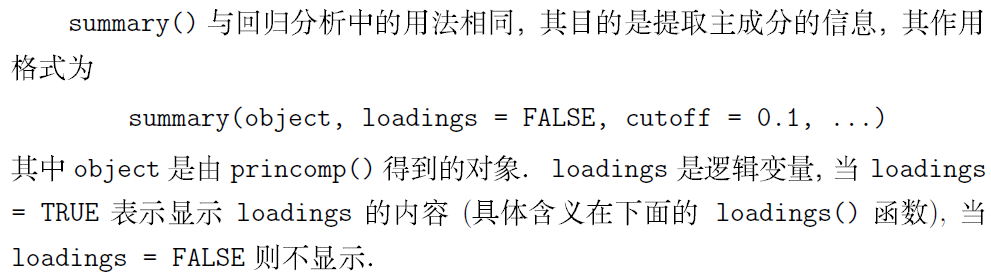 summary() 与回归分析中的用法相同, 其目的是提取主成分的信息, 其作用
格式为
summary(object, loadings = FALSE, cutoff = 0.1, ...)
其中 object 是由 princomp() 得到的对象. loadings 是逻辑变量, 当 loadings
= TRUE 表示显示 loadings 的内容 (具体含义在下面的 loadings() 函数), 当
loadings = FALSE 则不显示.